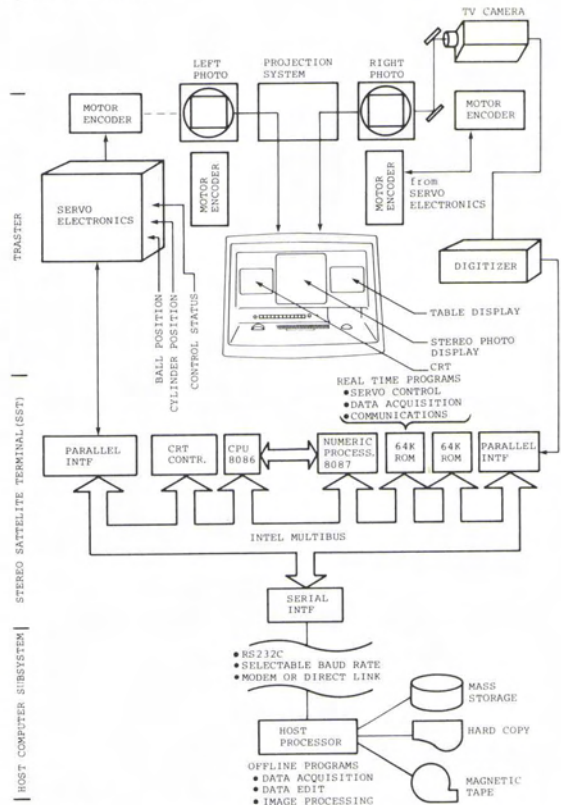 TV CAMERA
LEFT
PHOTO
PROJECTION
SYSTEM
RIGHT
PHOTO
MOTOR
ENCODER
MOTOR
ENCODER
MOTOR
ENCODER
MOTOR
ENCODER
from
SERVO
ELECTRONICS
SERVO
ELECTRONICS
DIGITIZER
BALL POSITION
CYLINDER POSITION
CONTROL STATUS
TABLE DISPLAY
STEREO PHOTO
DISPLAY
CRT
TRASTER
REAL TIME PROGRAMS
• SERVO CONTROL
• DATA ACQUISITION
• COMMUNICATIONS
PARALLEL
INTF
CRT
CONTR.
CPU
8086
NUMERIC
PROCESS.
8087
64K
ROM
64K
ROM
PARALLEL
INTF
INTEL MULTIBUS
STEREO SATTELITE TERMINAL(SST)
SERIAL
INTF
• RS232C
• SELECTABLE BAUD RATE
• MODEM OR DIRECT LINK
HOST
PROCESSOR
MASS
STORAGE
HARD COPY
MAGNETIC
TAPE
OFFLINE PROGRAMS
• DATA ACQUISITION
• DATA EDIT
• IMAGE PROCESSING
HOST COMPUTER SUBSYSTEM